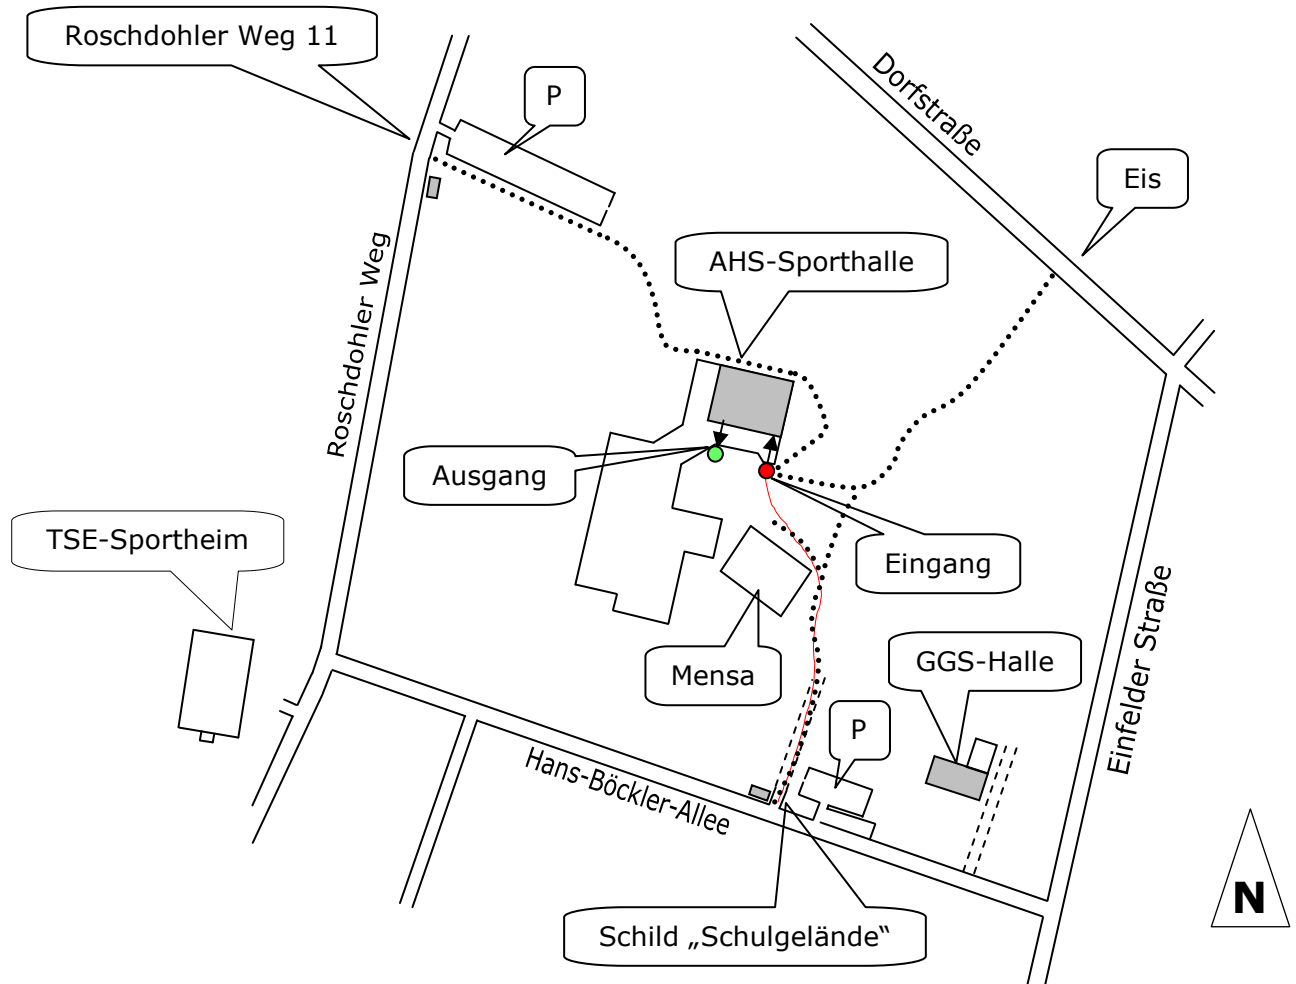 Roschdohler Weg 11
P
Dorfstraße
Eis
AHS-Sporthalle
Roschdohler Weg
Ausgang
TSE-Sportheim
Eingang
Einfelder Straße
GGS-Halle
Mensa
P
Hans-Böckler-Allee
N
Schild „Schulgelände“